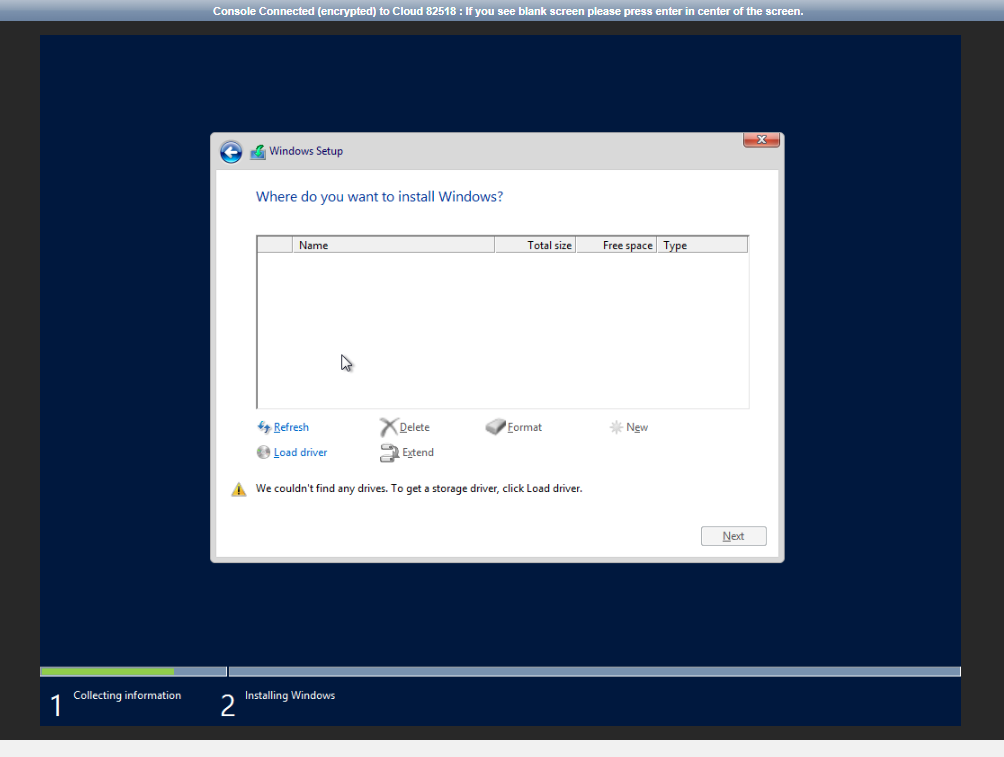 Console Connected (encrypted) to Cloud 82518 : If you see blank screen please press enter in center of the screen.
Windows Setup
Where do you want to install Windows?
Name Total size Free space Type
Refresh Delete Format New
Load driver Extend
We couldn't find any drives. To get a storage driver, click Load driver.
Next
1 Collecting information 2 Installing Windows